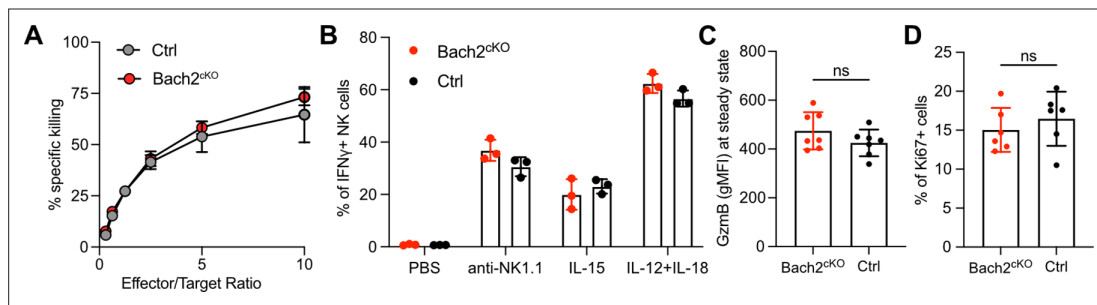 A
% specific killing
100
75
50
25
0
0
5
10
Effector/Target Ratio
Ctrl
Bach2cKO
B
% of IFNγ+ NK cells
80
60
40
20
0
Bach2cKO
Ctrl
PBS
anti-NK1.1
IL-15
IL-12+IL-18
C
GzmB (gMFI) at steady state
800
600
400
200
0
ns
Bach2cKO
Ctrl
D
% of Ki67+ cells
25
20
15
10
5
0
ns
Bach2cKO
Ctrl